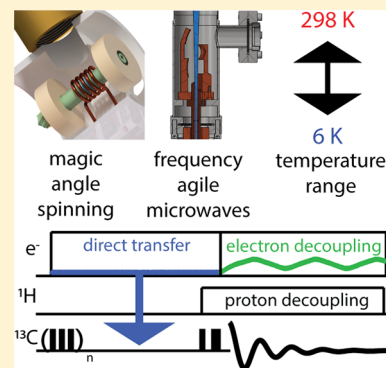 298 K
6 K
magic
angle
spinning
frequency
agile
microwaves
temperature
range
e-
direct transfer
electron decoupling
¹H
proton decoupling
¹³C
( )
n